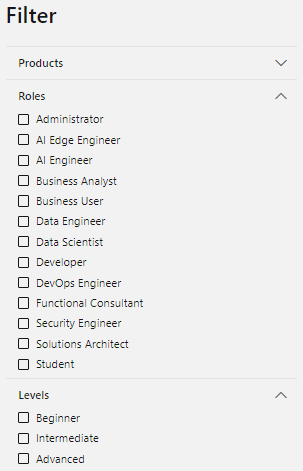 Filter
Products
Roles
Administrator
AI Edge Engineer
AI Engineer
Business Analyst
Business User
Data Engineer
Data Scientist
Developer
DevOps Engineer
Functional Consultant
Security Engineer
Solutions Architect
Student
Levels
Beginner
Intermediate
Advanced